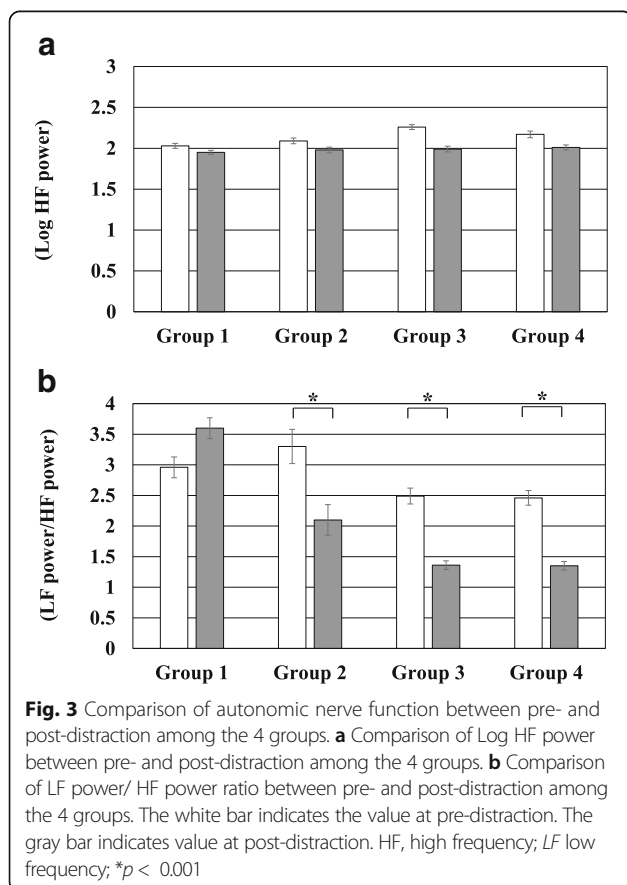 a
3
2.5
2
1.5
1
0.5
0
(Log HF power)
Group 1 Group 2 Group 3 Group 4
b
4
3.5
3
2.5
2
1.5
1
0.5
0
(LF power/HF power)
* * *
Group 1 Group 2 Group 3 Group 4
Fig. 3 Comparison of autonomic nerve function between pre- and
post-distraction among the 4 groups. a Comparison of Log HF power
between pre- and post-distraction among the 4 groups. b Comparison
of LF power/ HF power ratio between pre- and post-distraction among
the 4 groups. The white bar indicates the value at pre-distraction. The
gray bar indicates value at post-distraction. HF, high frequency; LF low
frequency; *p < 0.001